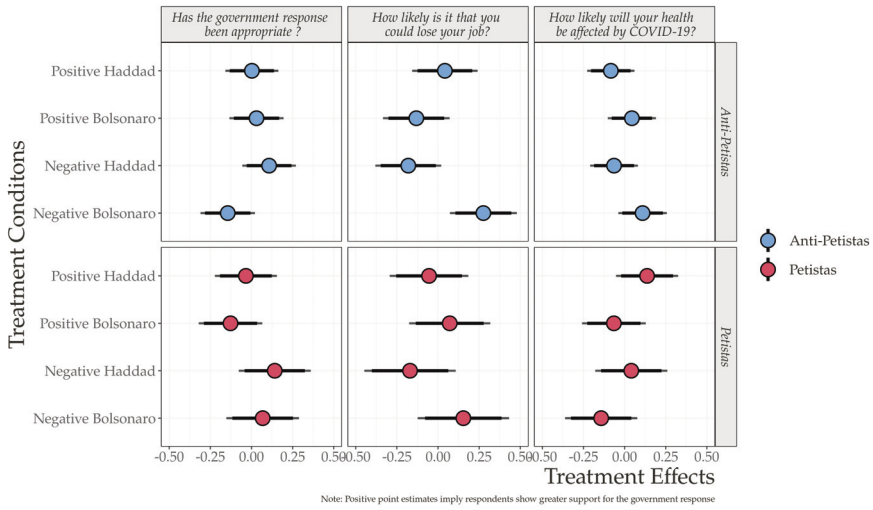 Has the government response
been appropriate ?
How likely is it that you
could lose your job?
How likely will your health
be affected by COVID-19?
Treatment Conditons
Positive Haddad
Positive Bolsonaro
Negative Haddad
Negative Bolsonaro
Anti-Petistas
Positive Haddad
Positive Bolsonaro
Negative Haddad
Negative Bolsonaro
Petistas
-0.50 -0.25 0.00 0.25 0.50
-0.50 -0.25 0.00 0.25 0.50
-0.50 -0.25 0.00 0.25 0.50
Treatment Effects
Anti-Petistas
Petistas
Note: Positive point estimates imply respondents show greater support for the government response